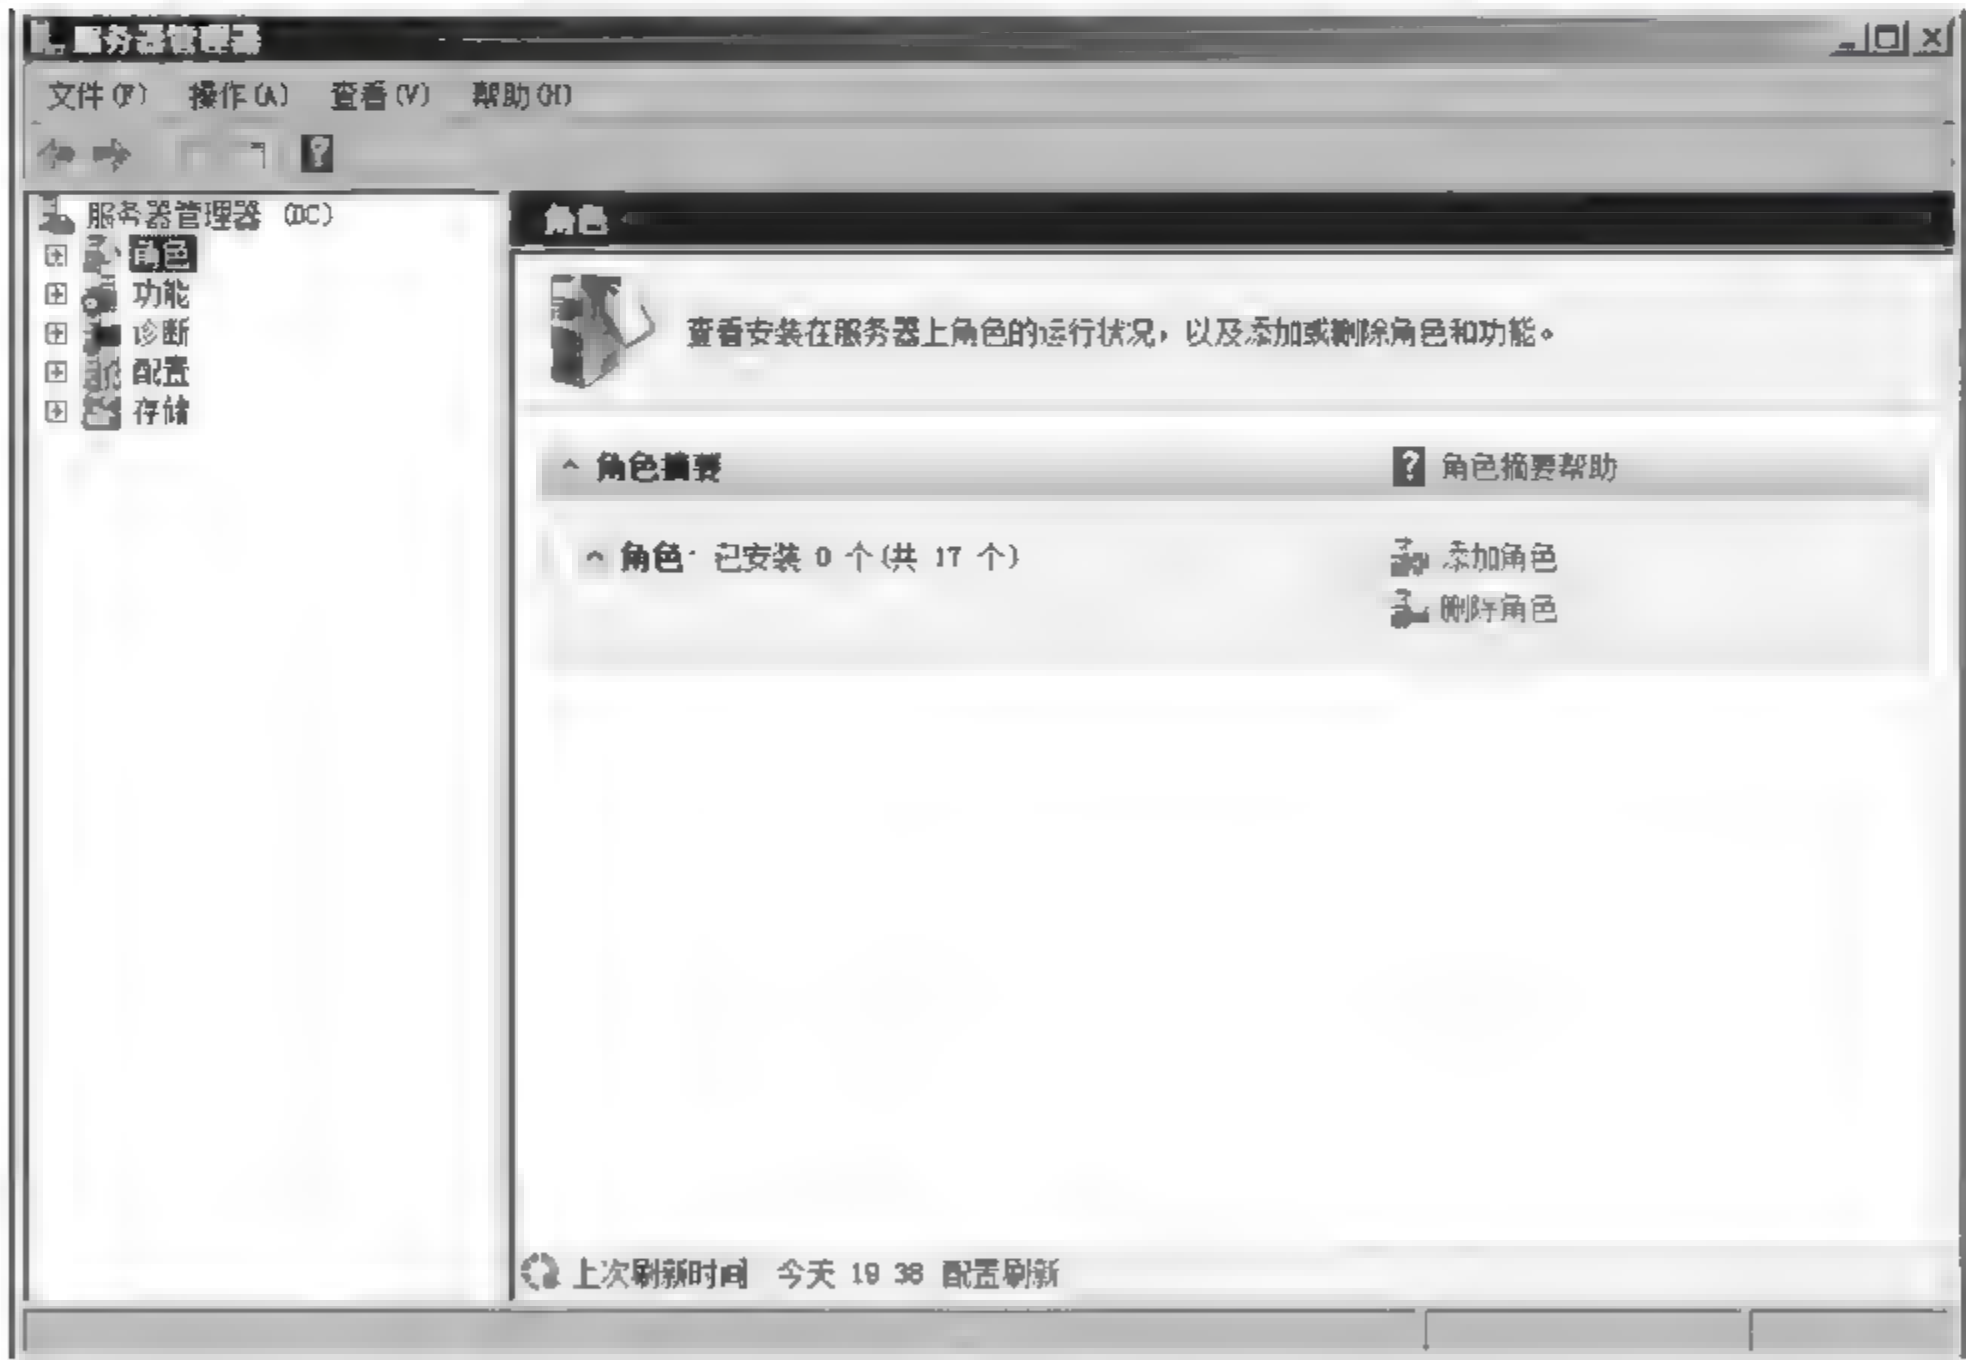 服务器管理器
文件(F) 操作(A) 查看(V) 帮助(H)
服务器管理器 (DC)
角色
功能
诊断
配置
存储
角色
查看安装在服务器上角色的运行状况，以及添加或删除角色和功能。
角色摘要
角色摘要帮助
角色: 已安装 0 个(共 17 个)
添加角色
删除角色
上次刷新时间 今天 19 38 配置刷新